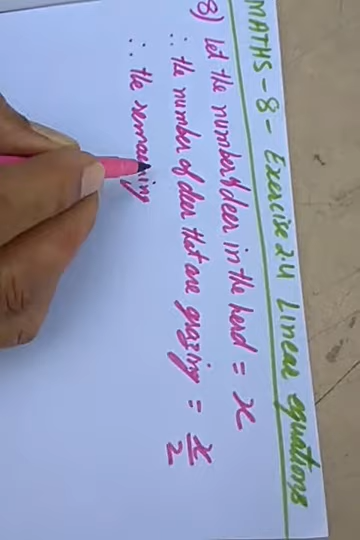 MATHS - 8 - Exercise 2.4 Linear equations
8) Let the number of deer in the herd = x
∴ the number of deer that are grazing = x/2
∴ the remaining